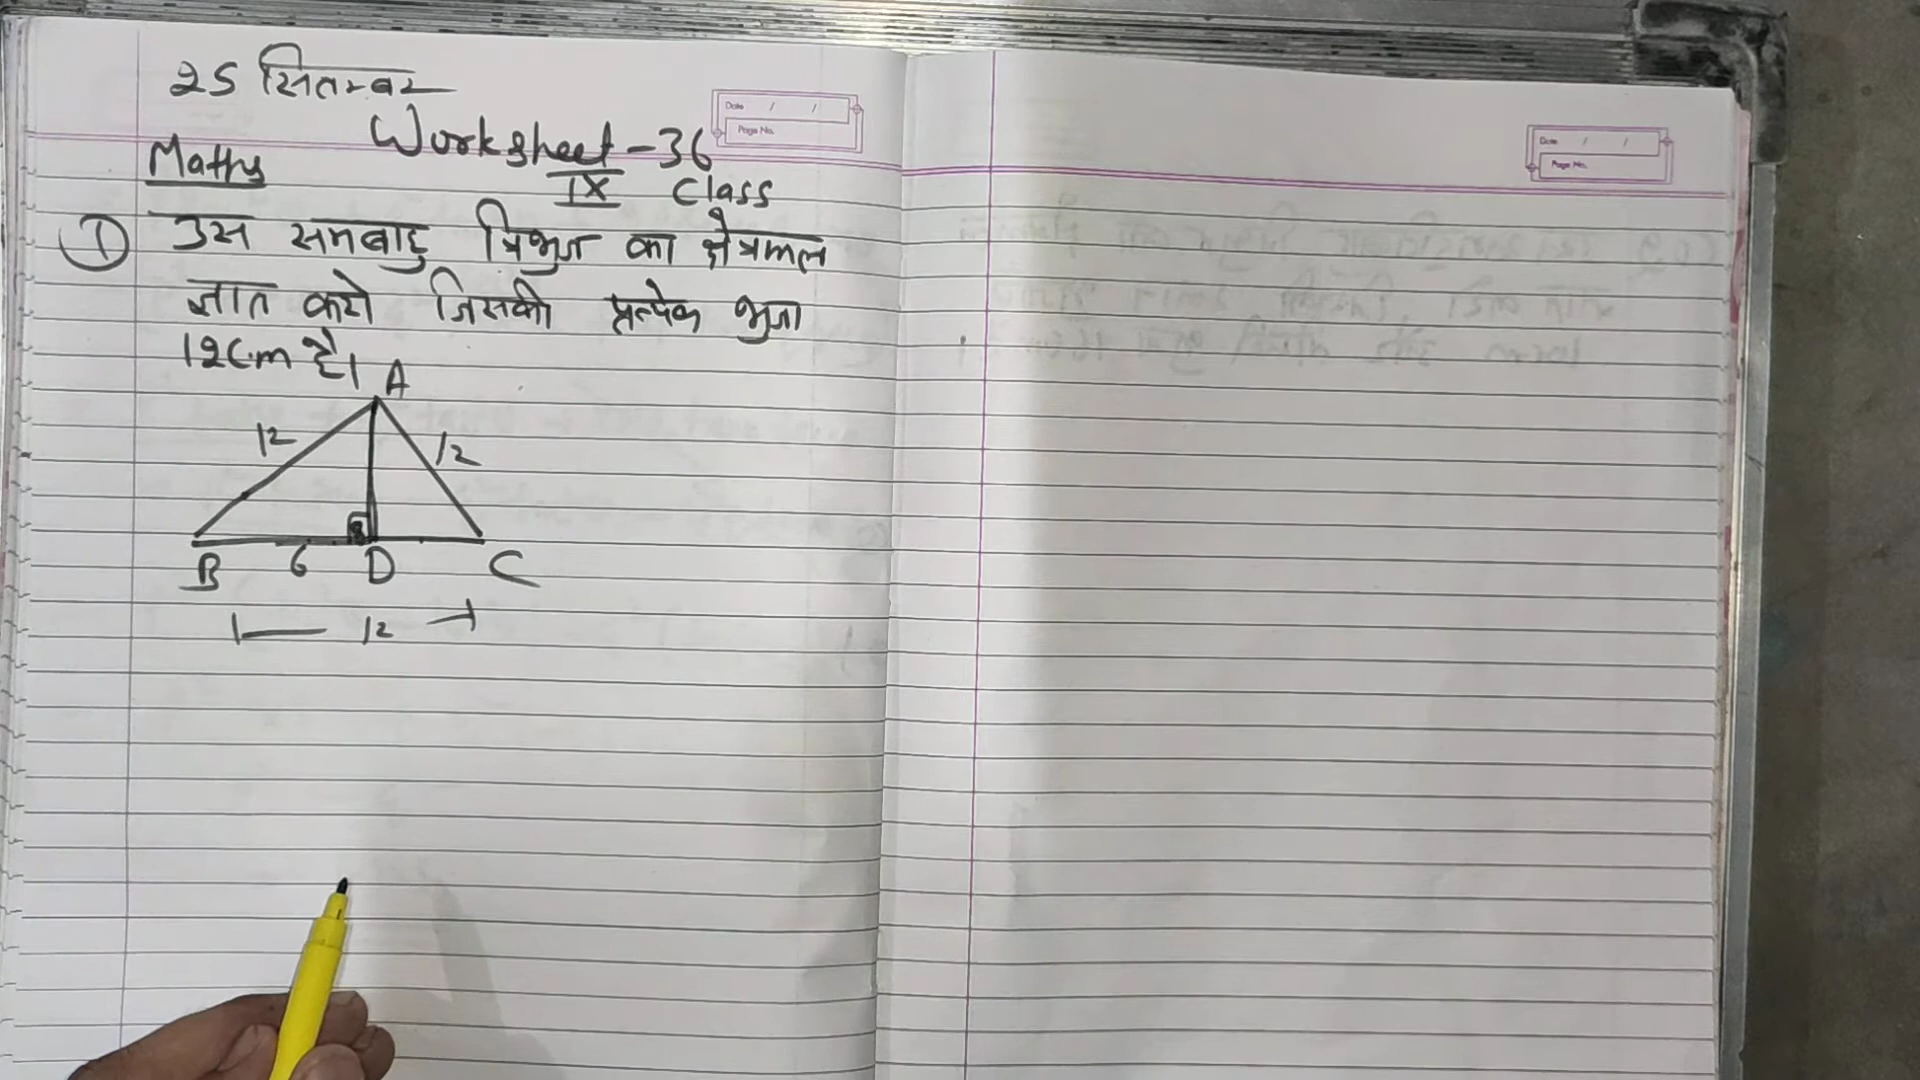 25 सितम्बर
Worksheet-36
Maths
IX Class
① उस समबाहु त्रिभुज का क्षेत्रफल
ज्ञात करो जिसकी प्रत्येक भुजा
12c.m है।
A
12
12
B 6 D C
12
Date / /
Page No.
Date / /
Page No.